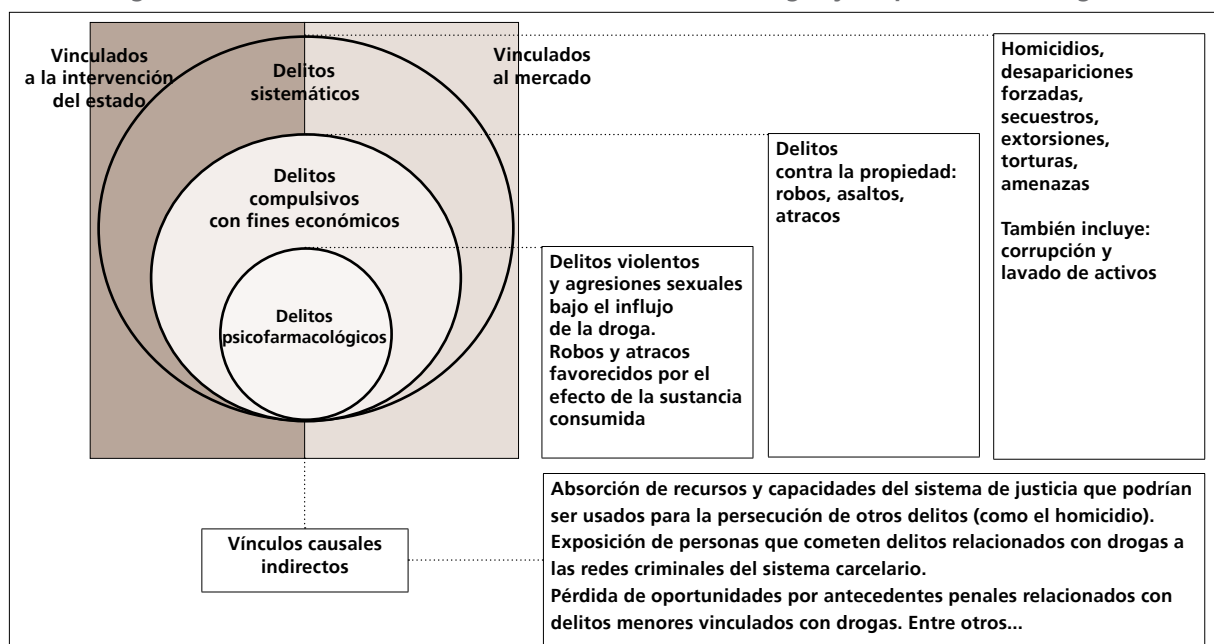 Vinculados
a la intervención
del estado
Delitos
sistemáticos
Vinculados
al mercado
Delitos
compulsivos
con fines económicos
Delitos
psicofarmacológicos
Delitos violentos
y agresiones sexuales
bajo el influjo
de la droga.
Robos y atracos
favorecidos por el
efecto de la sustancia
consumida
Delitos
contra la propiedad:
robos, asaltos,
atracos
Homicidios,
desapariciones
forzadas,
secuestros,
extorsiones,
torturas,
amenazas
También incluye:
corrupción y
lavado de activos
Vínculos causales
indirectos
Absorción de recursos y capacidades del sistema de justicia que podrían
ser usados para la persecución de otros delitos (como el homicidio).
Exposición de personas que cometen delitos relacionados con drogas a
las redes criminales del sistema carcelario.
Pérdida de oportunidades por antecedentes penales relacionados con
delitos menores vinculados con drogas. Entre otros...